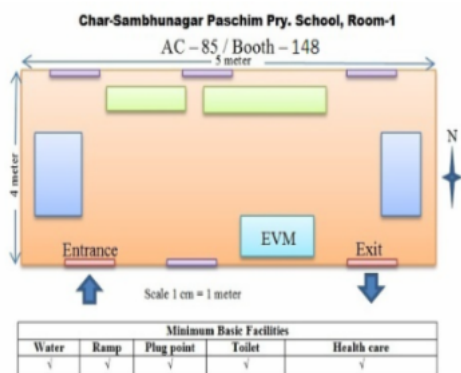 Char-Sambhunagar Paschim Pry. School, Room-1
AC – 85 / Booth – 148
5 meter
4 meter
N
EVM
Entrance
Exit
Scale 1 cm = 1 meter
Minimum Basic Facilities
Water Ramp Plug point Toilet Health care
√ √ √ √ √